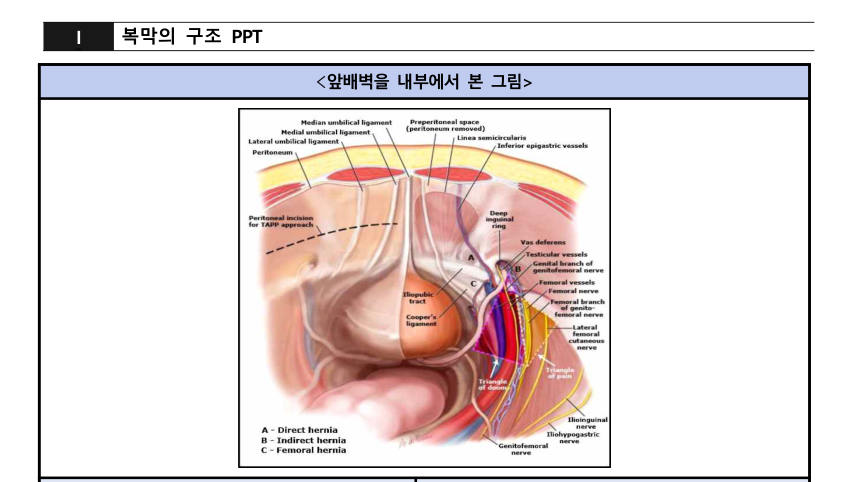 I 복막의 구조 PPT
<앞배벽을 내부에서 본 그림>
Median umbilical ligament
Medial umbilical ligament
Lateral umbilical ligament
Peritoneum
Preperitoneal space
(peritoneum removed)
Linea semicircularis
Inferior epigastric vessels
Peritoneal incision
for TAPP approach
Deep
inguinal
ring
Vas deferens
Testicular vessels
Genital branch of
genitofemoral nerve
Femoral vessels
Femoral nerve
Femoral branch
of genito-
femoral nerve
Lateral
femoral
cutaneous
nerve
A
B
C
Iliopubic
tract
Cooper's
ligament
Triangle
of doom
Triangle
of pain
Ilioinguinal
nerve
Iliohypogastric
nerve
Genitofemoral
nerve
A - Direct hernia
B - Indirect hernia
C - Femoral hernia